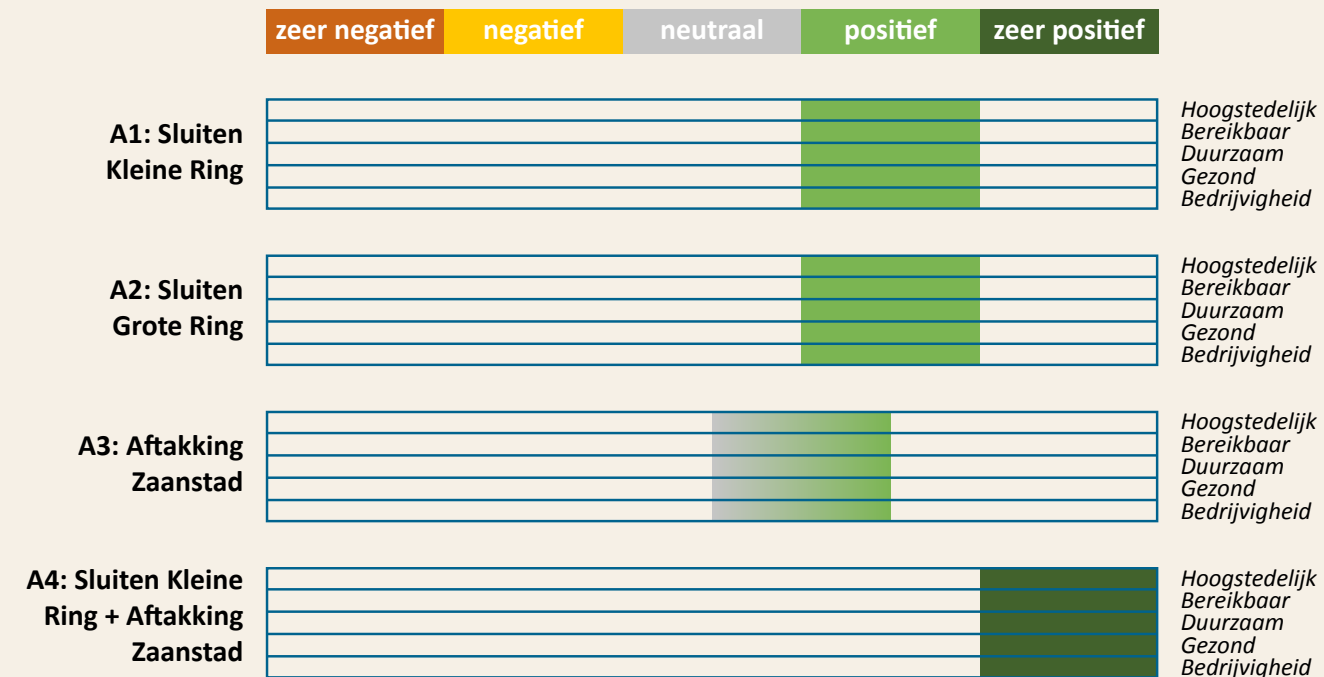 zeer negatief negatief neutraal positief zeer positief
A1: Sluiten
Kleine Ring
Hoogstedelijk
Bereikbaar
Duurzaam
Gezond
Bedrijvigheid
A2: Sluiten
Grote Ring
Hoogstedelijk
Bereikbaar
Duurzaam
Gezond
Bedrijvigheid
A3: Aftakking
Zaanstad
Hoogstedelijk
Bereikbaar
Duurzaam
Gezond
Bedrijvigheid
A4: Sluiten Kleine
Ring + Aftakking
Zaanstad
Hoogstedelijk
Bereikbaar
Duurzaam
Gezond
Bedrijvigheid